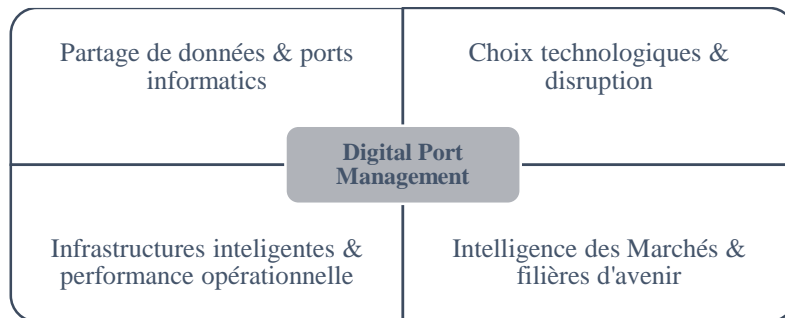 Partage de données & ports
informatics
Choix technologiques &
disruption
Digital Port
Management
Infrastructures inteligentes &
performance opérationnelle
Intelligence des Marchés &
filières d'avenir